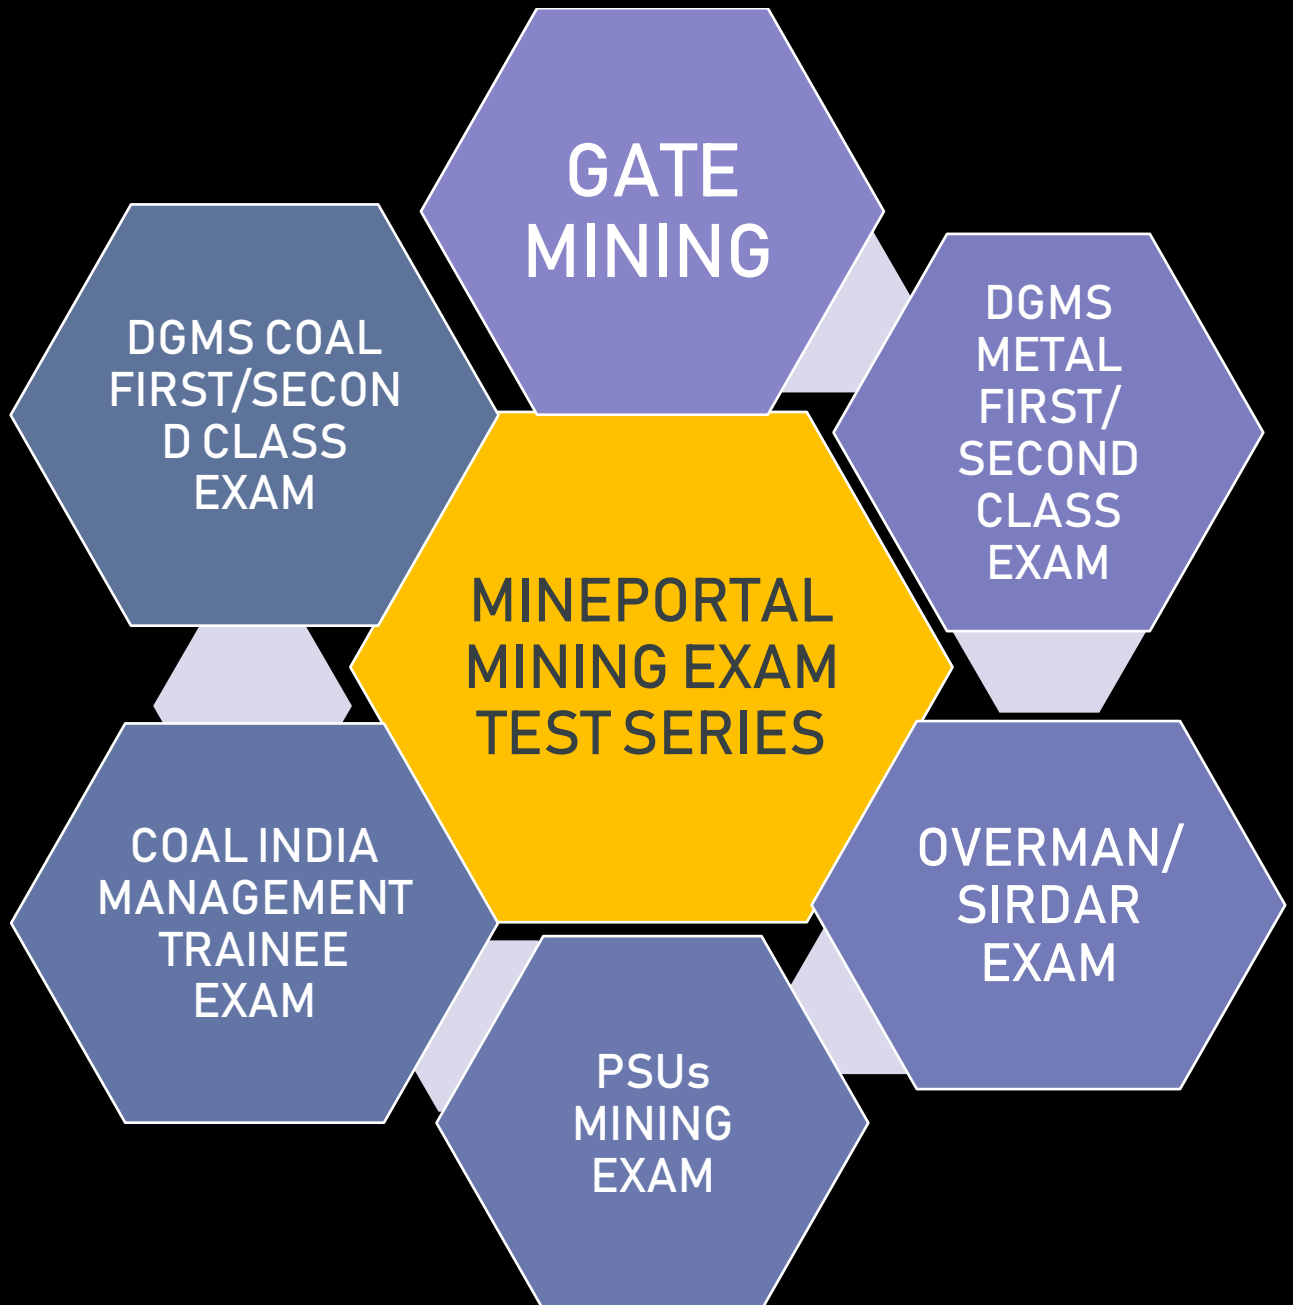 GATE
MINING
DGMS
METAL
FIRST/
SECOND
CLASS
EXAM
DGMS COAL
FIRST/SECON
D CLASS
EXAM
MINEPORTAL
MINING EXAM
TEST SERIES
OVERMAN/
SIRDAR
EXAM
COAL INDIA
MANAGEMENT
TRAINEE
EXAM
PSUs
MINING
EXAM